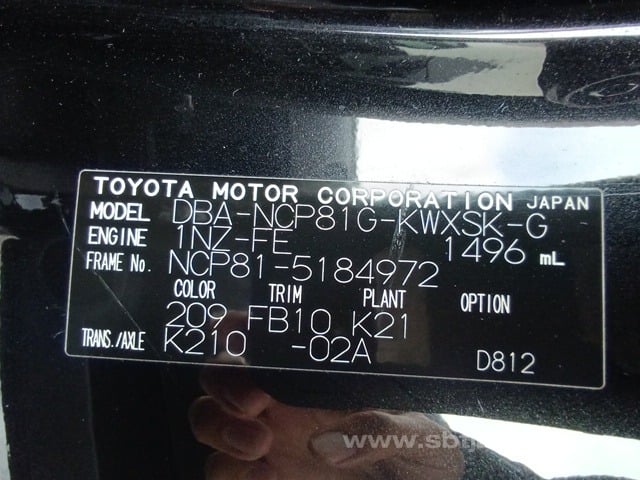 TOYOTA MOTOR CORPORATION JAPAN
MODEL DBA-NCP81G-KWXSK-G
ENGINE 1NZ-FE 1496 mL
FRAME No. NCP81-5184972
COLOR TRIM PLANT OPTION
209 FB10 K21
TRANS./AXLE K210 -02A D812